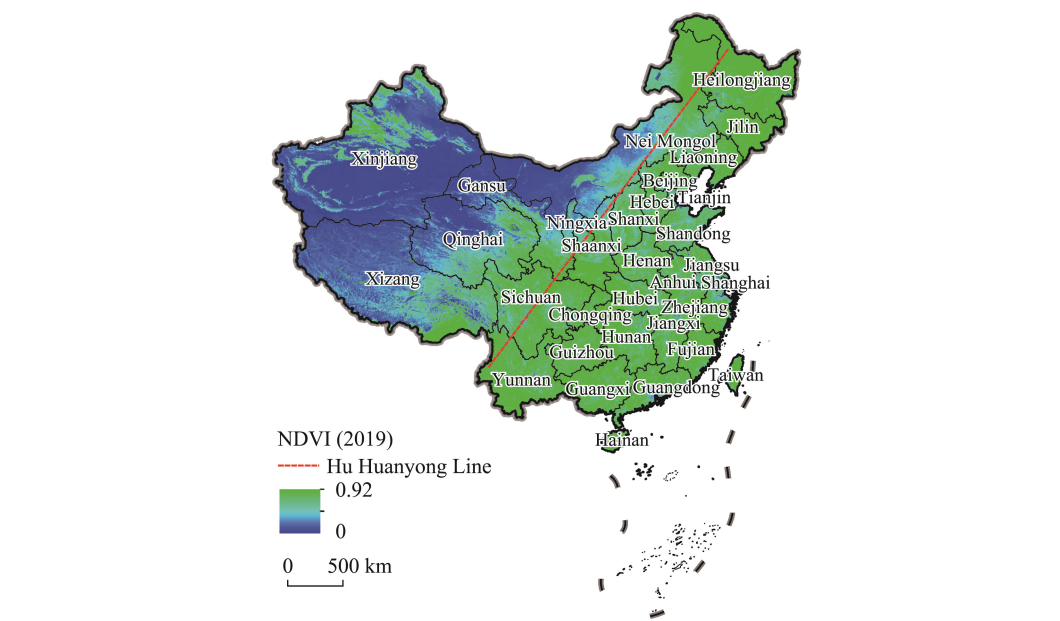 Heilongjiang
Jilin
Nei Mongol
Liaoning
Xinjiang
Beijing
Gansu
Hebei
Tianjin
Ningxia
Shanxi
Shandong
Qinghai
Shaanxi
Henan
Jiangsu
Xizang
Anhui
Shanghai
Sichuan
Hubei
Zhejiang
Chongqing
Jiangxi
Hunan
Guizhou
Fujian
Taiwan
Yunnan
Guangxi
Guangdong
Hainan
NDVI (2019)
Hu Huanyong Line
0.92
0
0 500 km